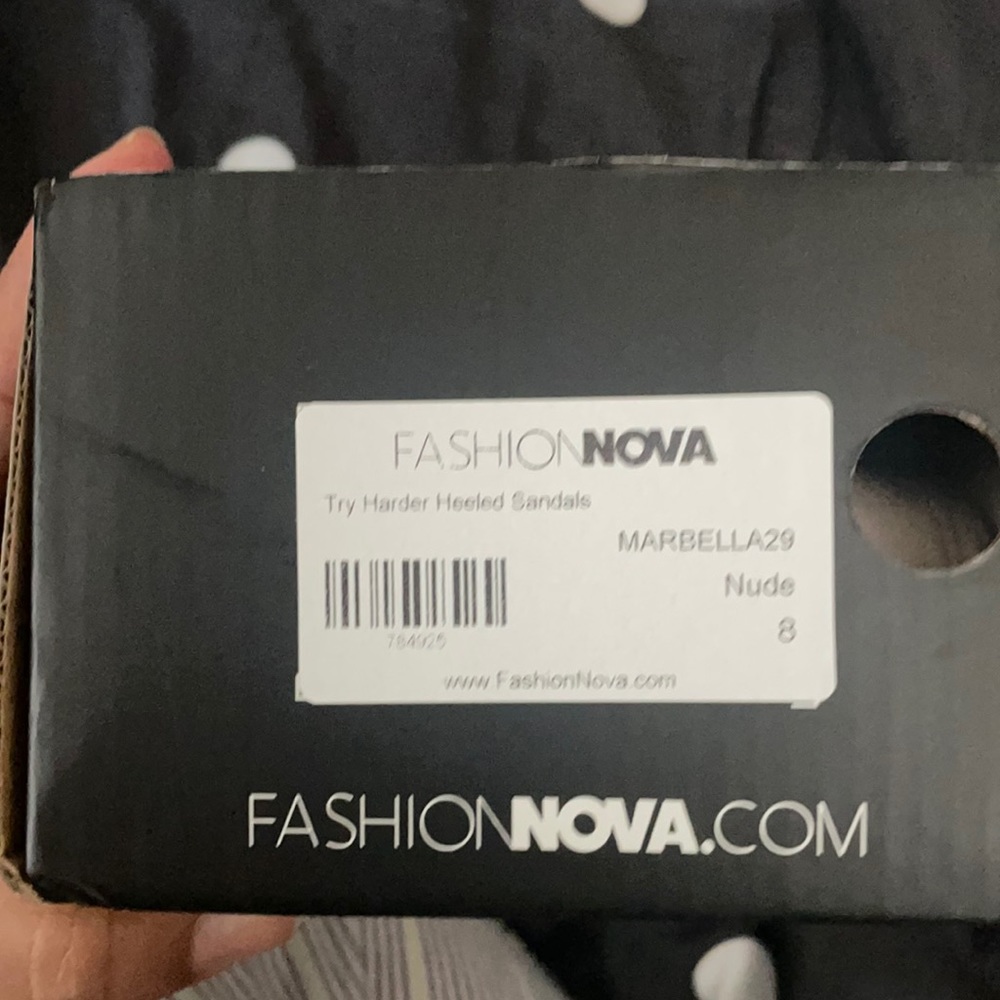 FASHIONNOVA
Try Harder Heeled Sandals
MARBELLA29
Nude
784925
8
www.FashionNova.com
FASHIONNOVA.COM